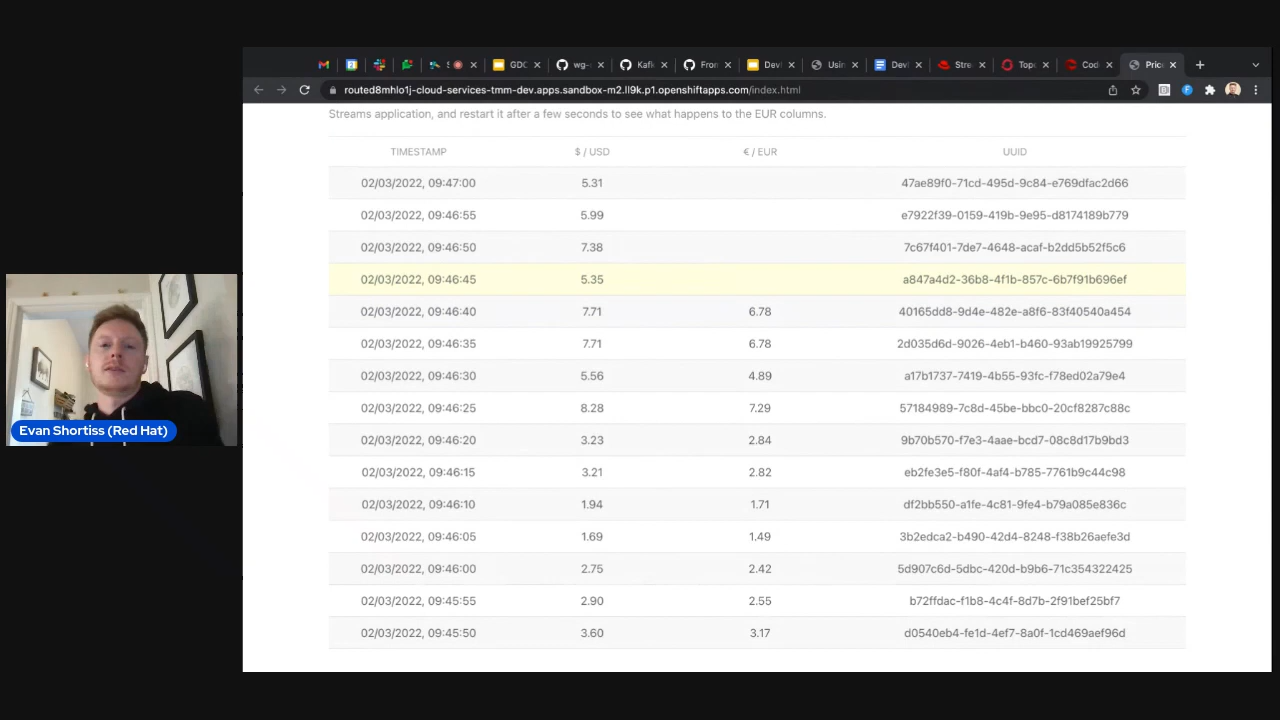 GDC
wg-
Kafk
Fron
Devl
Usin
Devl
Stre
Topo
Code
Price
routed8mhlo1j-cloud-services-tmm-dev.apps.sandbox-m2.ll9k.p1.openshiftapps.com/index.html
Streams application, and restart it after a few seconds to see what happens to the EUR columns.
TIMESTAMP $ / USD € / EUR UUID
02/03/2022, 09:47:00 5.31 47ae89f0-71cd-495d-9c84-e769dfac2d66
02/03/2022, 09:46:55 5.99 e7922f39-0159-419b-9e95-d8174189b779
02/03/2022, 09:46:50 7.38 7c67f401-7de7-4648-acaf-b2dd5b52f5c6
02/03/2022, 09:46:45 5.35 a847a4d2-36b8-4f1b-857c-6b7f91b696ef
02/03/2022, 09:46:40 7.71 6.78 40165dd8-9d4e-482e-a8f6-83f40540a454
02/03/2022, 09:46:35 7.71 6.78 2d035d6d-9026-4eb1-b460-93ab19925799
02/03/2022, 09:46:30 5.56 4.89 a17b1737-7419-4b55-93fc-f78ed02a79e4
02/03/2022, 09:46:25 8.28 7.29 57184989-7c8d-45be-bbc0-20cf8287c88c
02/03/2022, 09:46:20 3.23 2.84 9b70b570-f7e3-4aae-bcd7-08c8d17b9bd3
02/03/2022, 09:46:15 3.21 2.82 eb2fe3e5-f80f-4af4-b785-7761b9c44c98
02/03/2022, 09:46:10 1.94 1.71 df2bb550-a1fe-4c81-9fe4-b79a085e836c
02/03/2022, 09:46:05 1.69 1.49 3b2edca2-b490-42d4-8248-f38b26aefe3d
02/03/2022, 09:46:00 2.75 2.42 5d907c6d-5dbc-420d-b9b6-71c354322425
02/03/2022, 09:45:55 2.90 2.55 b72ffdac-f1b8-4c4f-8d7b-2f91bef25bf7
02/03/2022, 09:45:50 3.60 3.17 d0540eb4-fe1d-4ef7-8a0f-1cd469aef96d
Evan Shortiss (Red Hat)